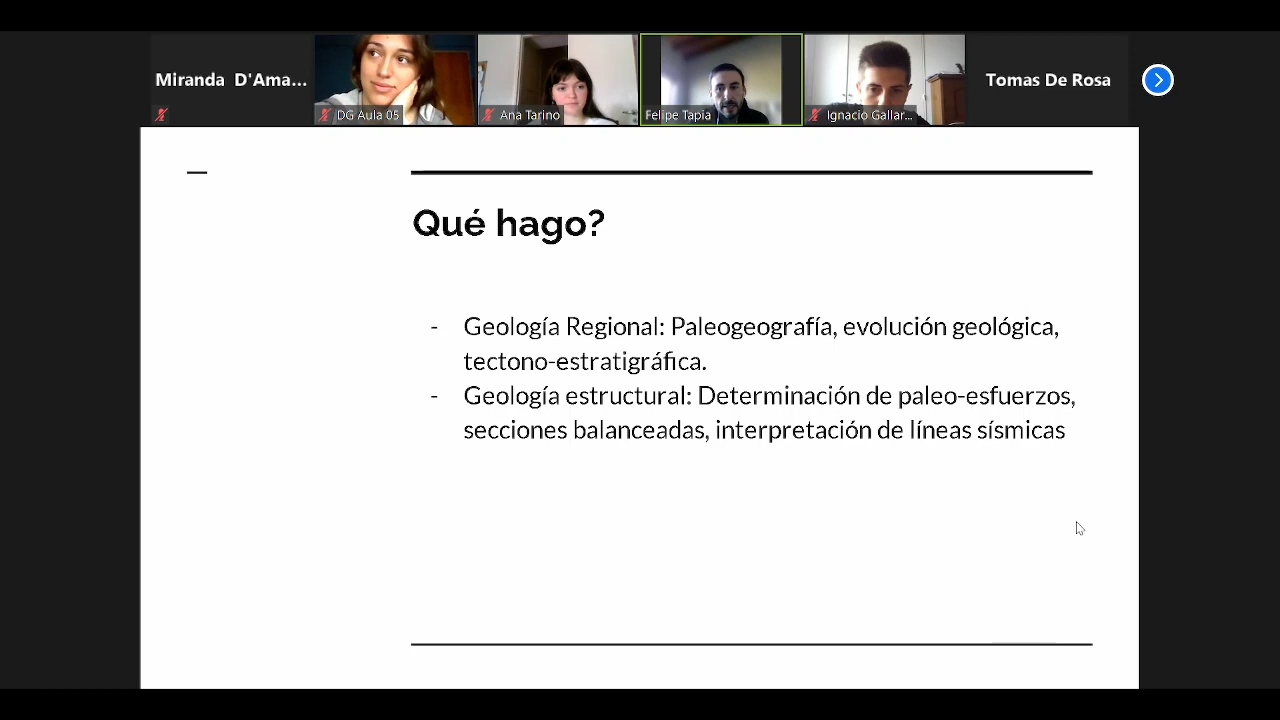 Miranda D'Ama...
DG Aula 05
Ana Tarino
Felipe Tapia
Ignacio Gallar...
Tomas De Rosa
Qué hago?
- Geología Regional: Paleogeografía, evolución geológica,
tectono-estratigráfica.
- Geología estructural: Determinación de paleo-esfuerzos,
secciones balanceadas, interpretación de líneas sísmicas